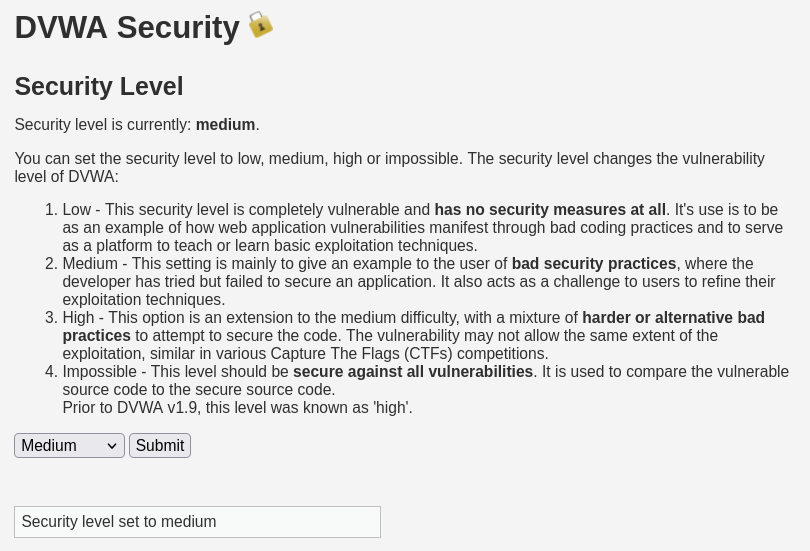 DVWA Security
Security Level
Security level is currently: medium.
You can set the security level to low, medium, high or impossible. The security level changes the vulnerability
level of DVWA:
1. Low - This security level is completely vulnerable and has no security measures at all. It's use is to be
as an example of how web application vulnerabilities manifest through bad coding practices and to serve
as a platform to teach or learn basic exploitation techniques.
2. Medium - This setting is mainly to give an example to the user of bad security practices, where the
developer has tried but failed to secure an application. It also acts as a challenge to users to refine their
exploitation techniques.
3. High - This option is an extension to the medium difficulty, with a mixture of harder or alternative bad
practices to attempt to secure the code. The vulnerability may not allow the same extent of the
exploitation, similar in various Capture The Flags (CTFs) competitions.
4. Impossible - This level should be secure against all vulnerabilities. It is used to compare the vulnerable
source code to the secure source code.
Prior to DVWA v1.9, this level was known as 'high'.
Medium Submit
Security level set to medium